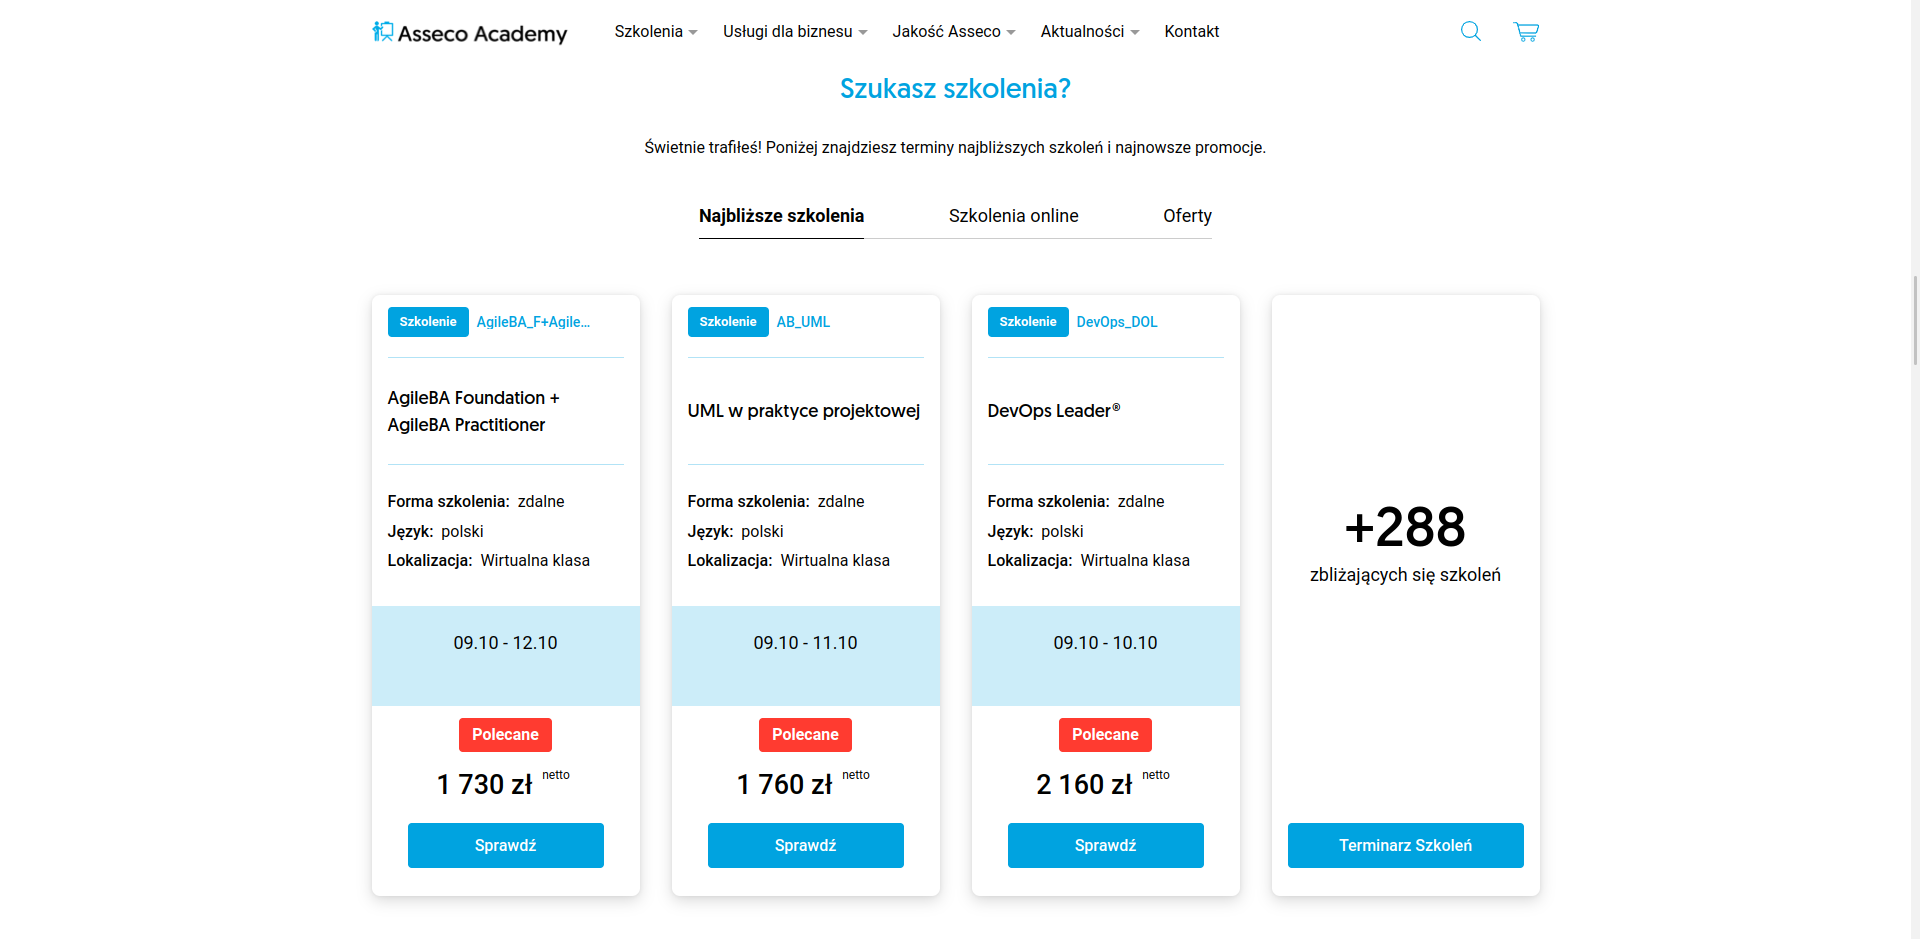 Asseco Academy
Szkolenia
Usługi dla biznesu
Jakość Asseco
Aktualności
Kontakt
Szukasz szkolenia?
Świetnie trafiłeś! Poniżej znajdziesz terminy najbliższych szkoleń i najnowsze promocje.
Najbliższe szkolenia
Szkolenia online
Oferty
Szkolenie AgileBA_F+Agile...
AgileBA Foundation +
AgileBA Practitioner
Forma szkolenia: zdalne
Język: polski
Lokalizacja: Wirtualna klasa
09.10 - 12.10
Polecane
1 730 zł netto
Sprawdź
Szkolenie AB_UML
UML w praktyce projektowej
Forma szkolenia: zdalne
Język: polski
Lokalizacja: Wirtualna klasa
09.10 - 11.10
Polecane
1 760 zł netto
Sprawdź
Szkolenie DevOps_DOL
DevOps Leader®
Forma szkolenia: zdalne
Język: polski
Lokalizacja: Wirtualna klasa
09.10 - 10.10
Polecane
2 160 zł netto
Sprawdź
+288
zbliżających się szkoleń
Terminarz Szkoleń